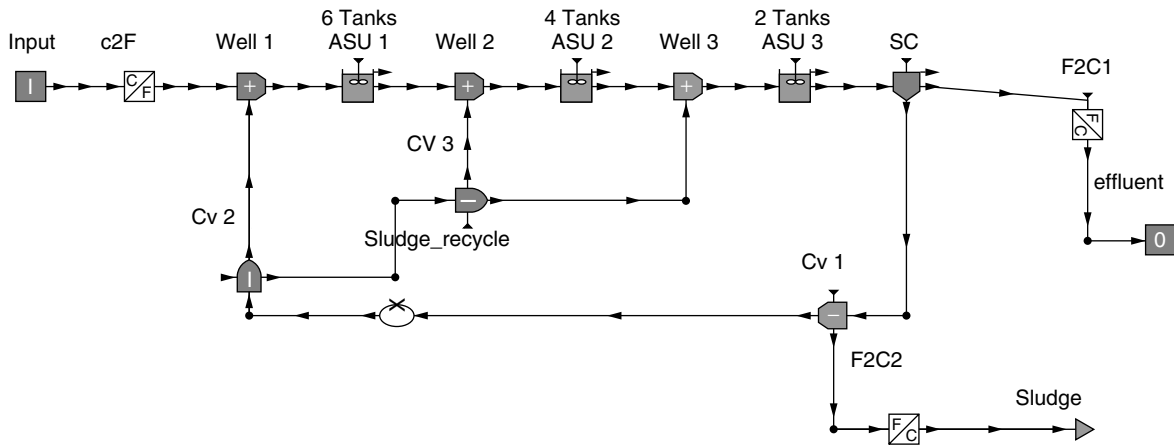 6 Tanks
4 Tanks
2 Tanks
Input
c2F
Well 1
ASU 1
Well 2
ASU 2
Well 3
ASU 3
SC
F2C1
I
C/F
+
+
+
F/C
CV 3
effluent
Cv 2
–
Sludge_recycle
0
I
Cv 1
–
F2C2
Sludge
F/C